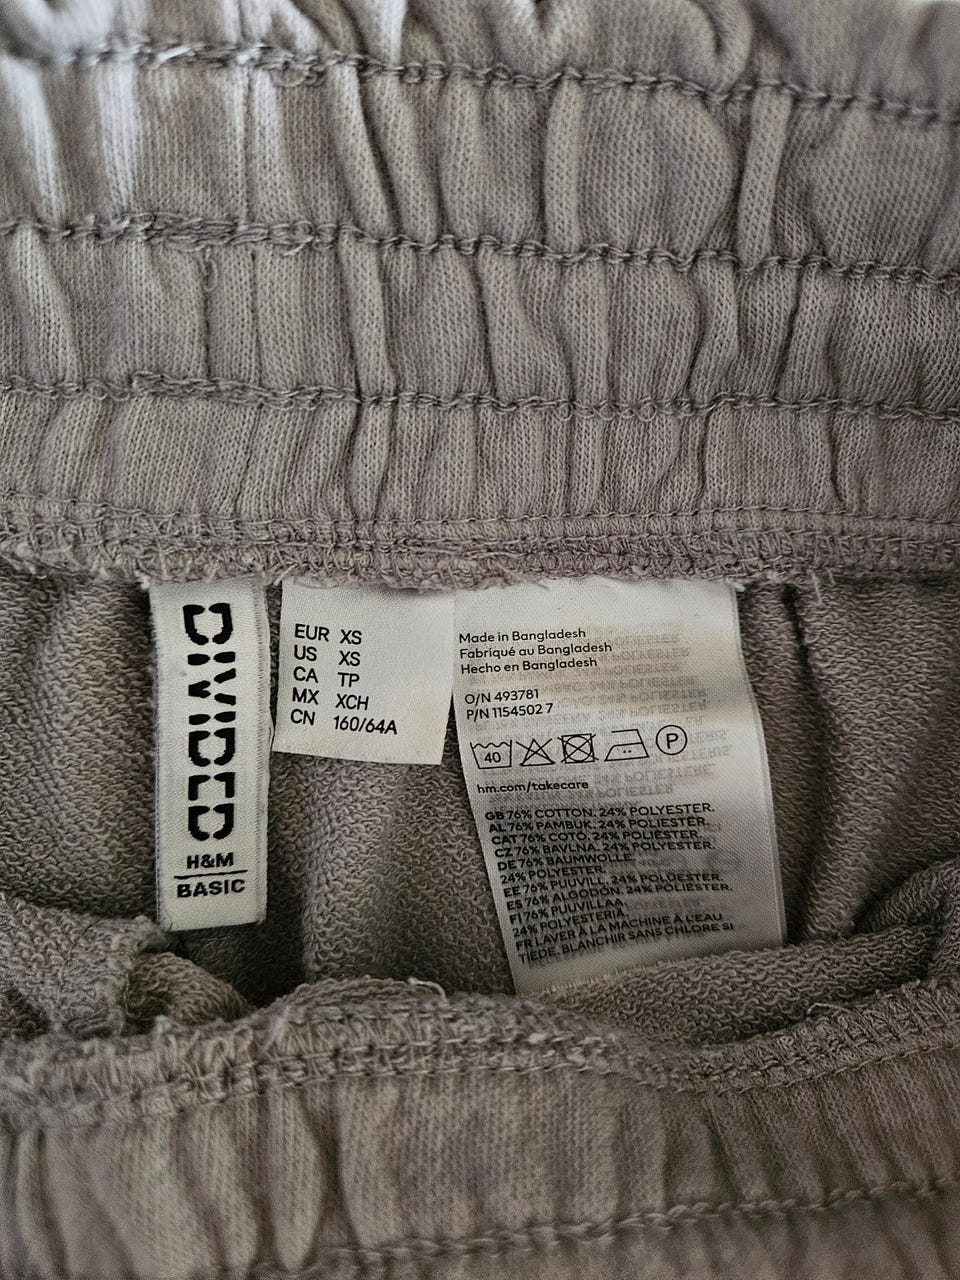 DIVIDED
H&M
BASIC
EUR XS
US XS
CA TP
MX XCH
CN 160/64A
Made in Bangladesh
Fabriqué au Bangladesh
Hecho en Bangladesh
O/N 493781
P/N 1154502 7
40
P
hm.com/takecare
GB 76% COTTON. 24% POLYESTER.
AL 76% PAMBUK. 24% POLIESTËR.
CAT 76% COTÓ. 24% POLIÈSTER.
CZ 76% BAVLNA. 24% POLYESTER.
DE 76% BAUMWOLLE.
24% POLYESTER.
EE 76% PUUVILL. 24% POLÜESTER.
ES 76% ALGODÓN. 24% POLIÉSTER.
FI 76% PUUVILLAA.
24% POLYESTERIA.
FR LAVER À LA MACHINE À L'EAU
TIÈDE. BLANCHIR SANS CHLORE SI